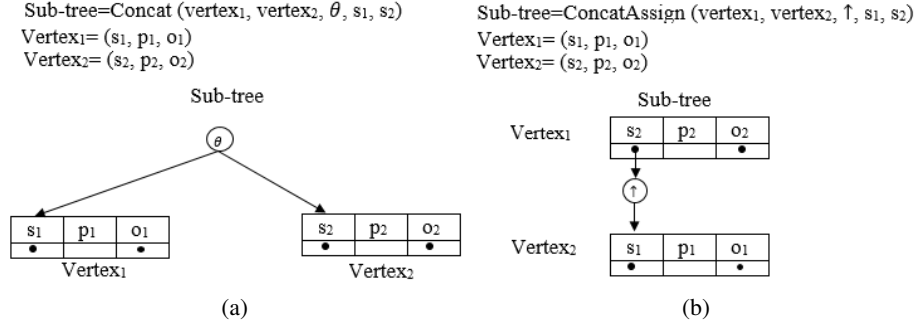 Sub-tree=Concat (vertex₁, vertex₂, θ, s₁, s₂)
Vertex₁= (s₁, p₁, o₁)
Vertex₂= (s₂, p₂, o₂)
Sub-tree
θ
s₁ p₁ o₁
Vertex₁
s₂ p₂ o₂
Vertex₂
(a)
Sub-tree=ConcatAssign (vertex₁, vertex₂, ↑, s₁, s₂)
Vertex₁= (s₁, p₁, o₁)
Vertex₂= (s₂, p₂, o₂)
Sub-tree
Vertex₁ s₂ p₂ o₂
↑
Vertex₂ s₁ p₁ o₁
(b)